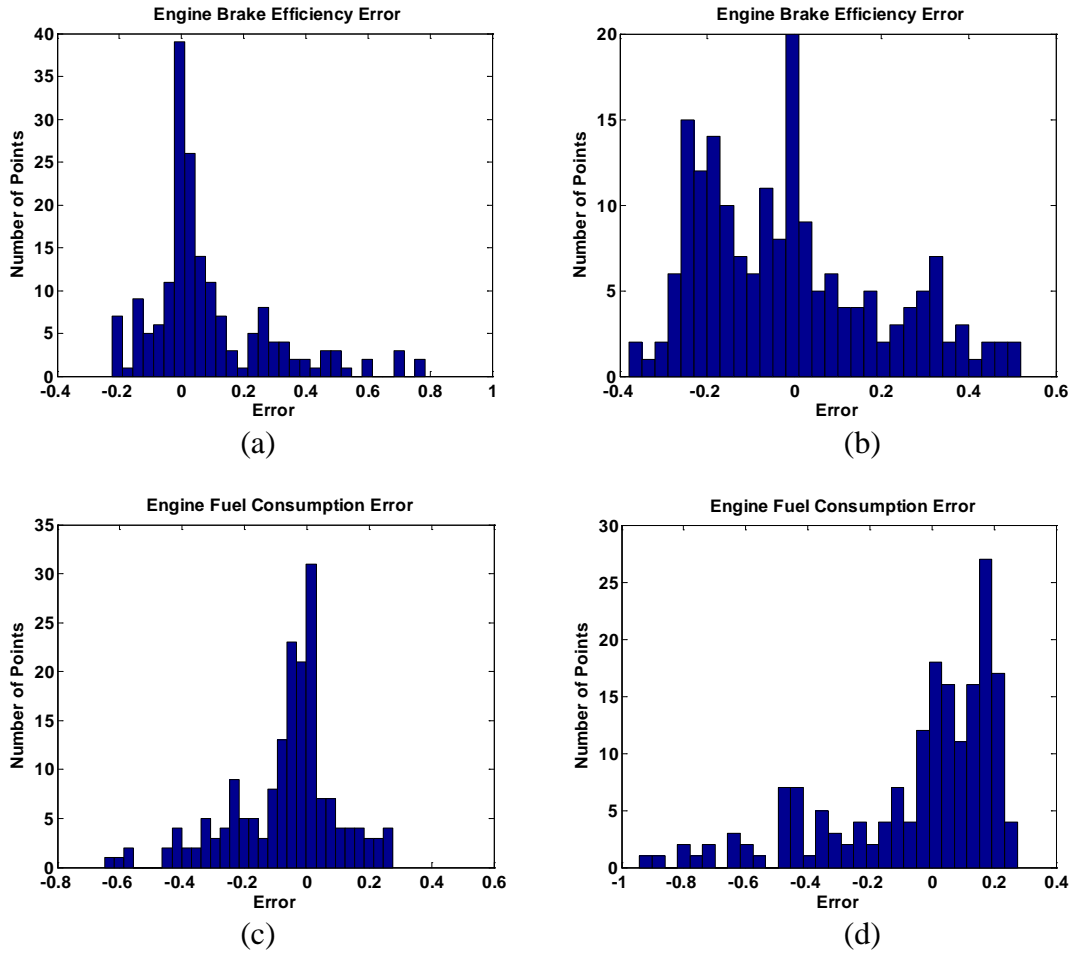 Engine Brake Efficiency Error
40
35
30
25
20
15
10
5
0
-0.4 -0.2 0 0.2 0.4 0.6 0.8 1
Number of Points
Error
(a)
Engine Brake Efficiency Error
20
15
10
5
0
-0.4 -0.2 0 0.2 0.4 0.6
Number of Points
Error
(b)
Engine Fuel Consumption Error
35
30
25
20
15
10
5
0
-0.8 -0.6 -0.4 -0.2 0 0.2 0.4 0.6
Number of Points
Error
(c)
Engine Fuel Consumption Error
30
25
20
15
10
5
0
-1 -0.8 -0.6 -0.4 -0.2 0 0.2 0.4
Number of Points
Error
(d)